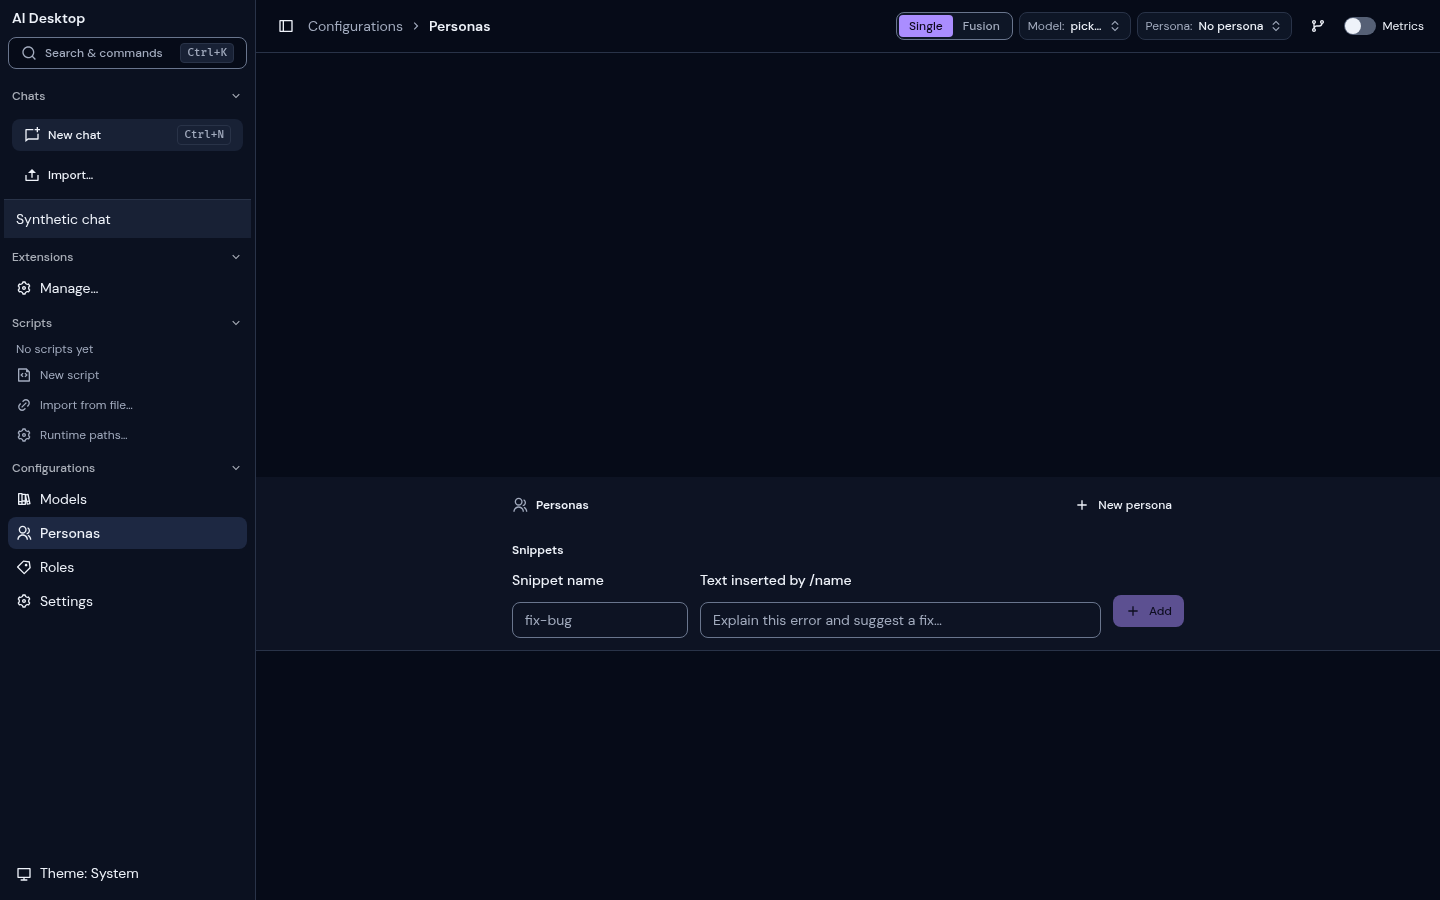 AI Desktop
Search & commands Ctrl+K
Chats
New chat Ctrl+N
Import…
Synthetic chat
Extensions
Manage…
Scripts
No scripts yet
New script
Import from file…
Runtime paths…
Configurations
Models
Personas
Roles
Settings
Theme: System
Configurations > Personas
Single Fusion
Model: pick…
Persona: No persona
Metrics
Personas
New persona
Snippets
Snippet name Text inserted by /name
fix-bug Explain this error and suggest a fix… Add